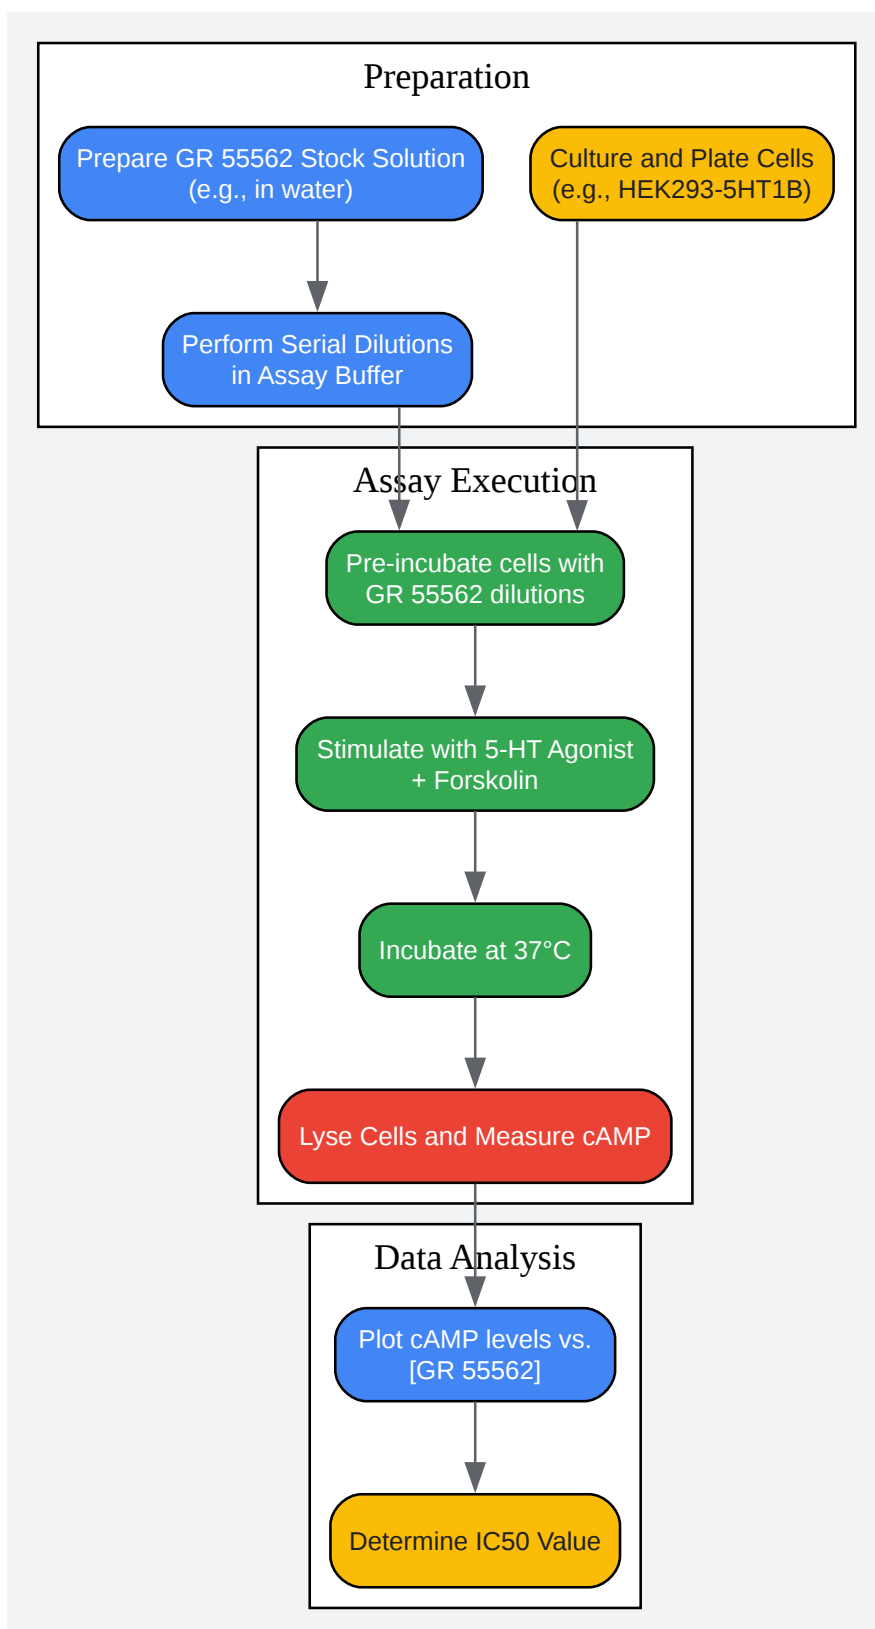 Preparation
Prepare GR 55562 Stock Solution
(e.g., in water)
Culture and Plate Cells
(e.g., HEK293-5HT1B)
Perform Serial Dilutions
in Assay Buffer
Assay Execution
Pre-incubate cells with
GR 55562 dilutions
Stimulate with 5-HT Agonist
+ Forskolin
Incubate at 37°C
Lyse Cells and Measure cAMP
Data Analysis
Plot cAMP levels vs.
[GR 55562]
Determine IC50 Value